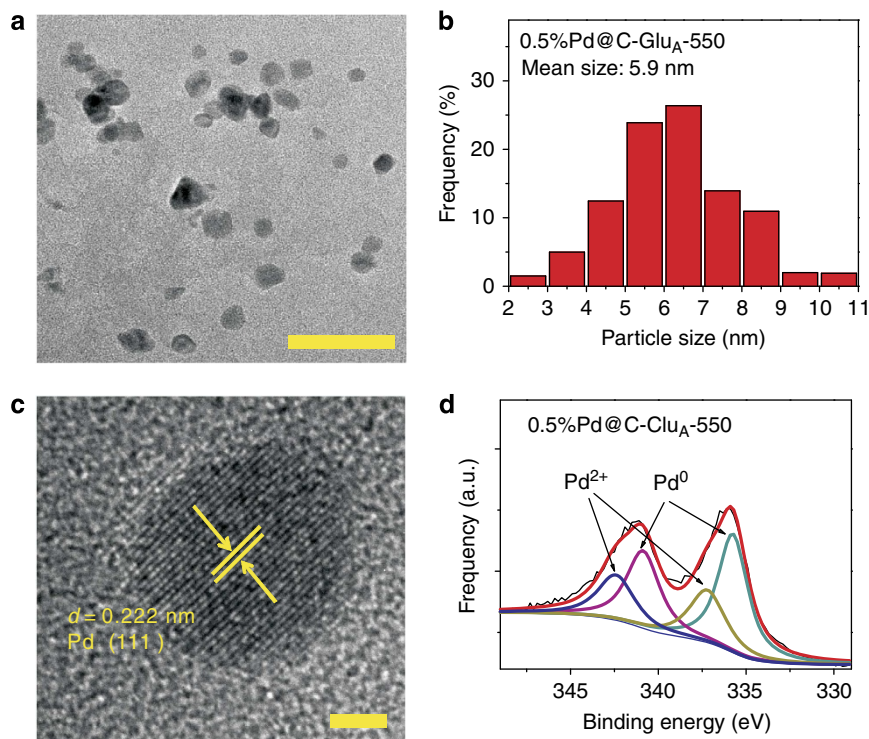 a
b
0.5%Pd@C-Glu_A-550
Mean size: 5.9 nm
Frequency (%)
30
20
10
0
2 3 4 5 6 7 8 9 10 11
Particle size (nm)
c
d = 0.222 nm
Pd (111)
d
0.5%Pd@C-Clu_A-550
Pd²⁺ Pd⁰
Frequency (a.u.)
345 340 335 330
Binding energy (eV)